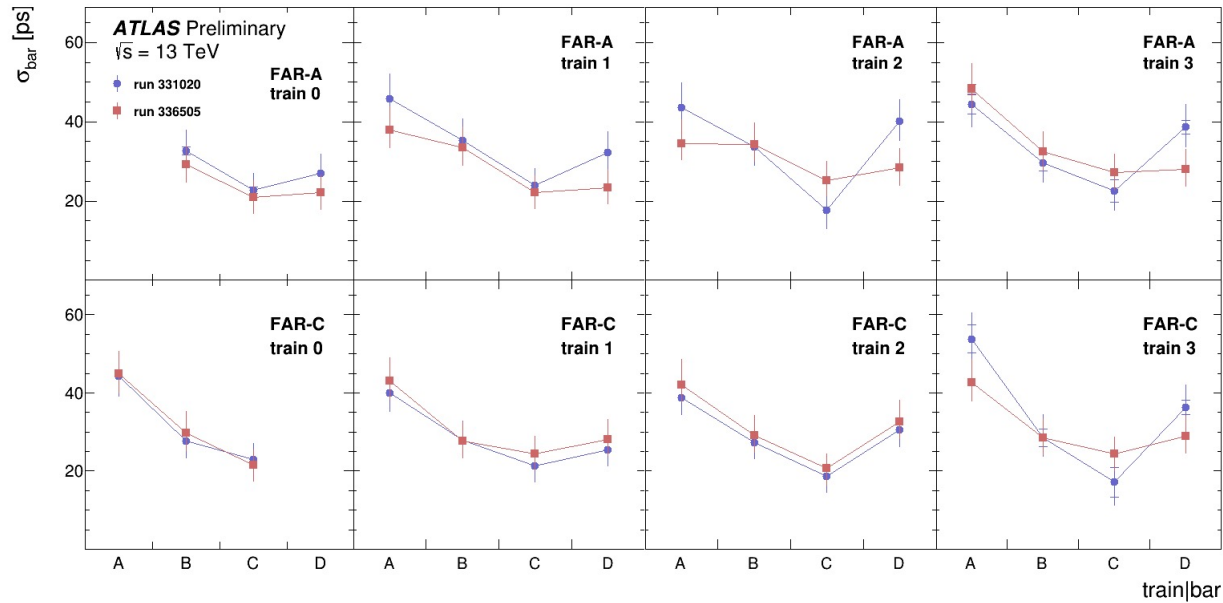 σbar [ps]
ATLAS Preliminary
√s = 13 TeV
run 331020
run 336505
FAR-A
train 0
FAR-A
train 1
FAR-A
train 2
FAR-A
train 3
60
40
20
FAR-C
train 0
FAR-C
train 1
FAR-C
train 2
FAR-C
train 3
60
40
20
A B C D A B C D A B C D A B C D
train|bar